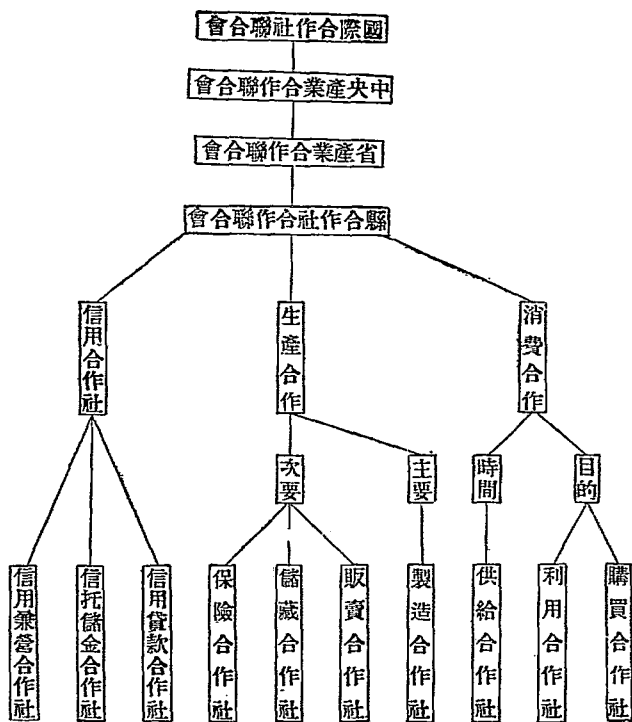 國際合作社聯合會
中央產業合作聯合會
省產業合作聯合會
縣合作社合作聯合會
消費合作
生產合作
信用合作社
目的
時間
主要
次要
購買合作社
利用合作社
供給合作社
製造合作社
販賣合作社
儲藏合作社
保險合作社
信用貸款合作社
信托儲金合作社
信用兼營合作社